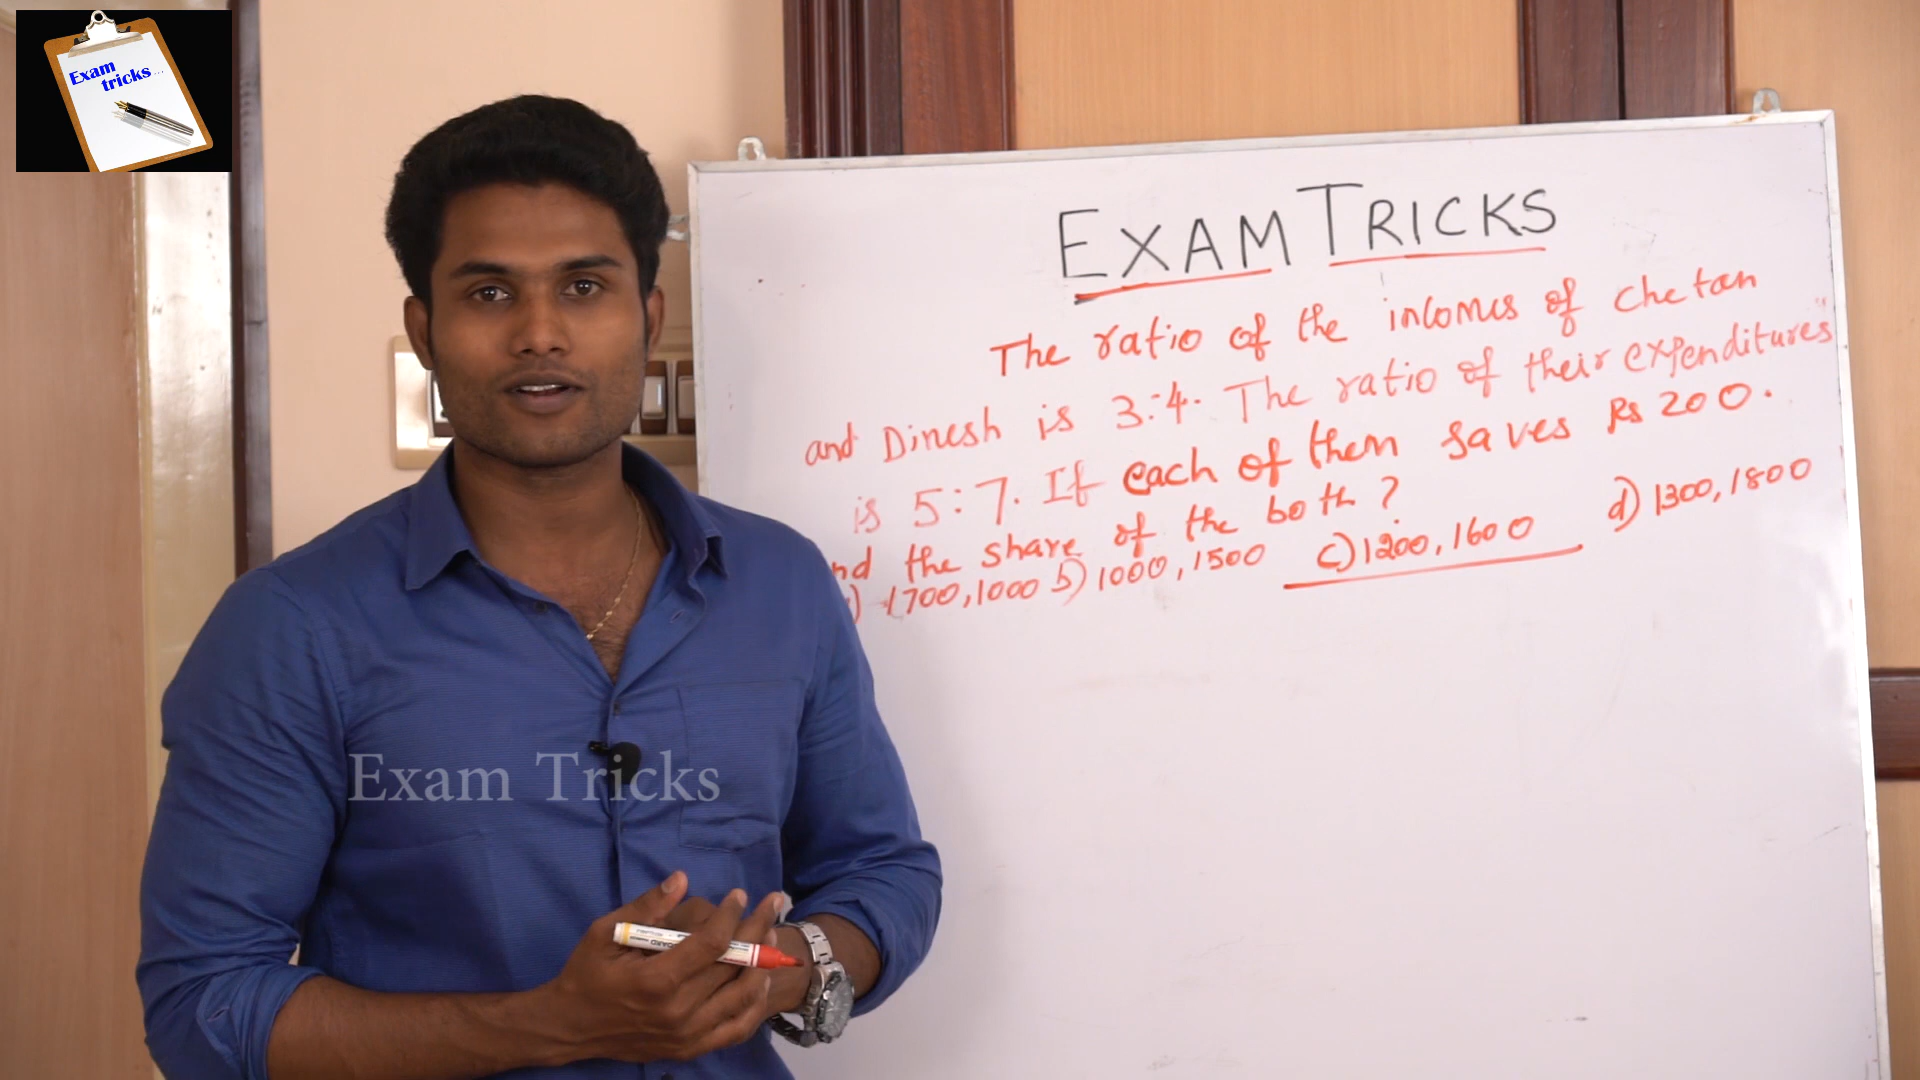 Exam
tricks...
EXAM TRICKS
The ratio of the incomes of chetan
and Dinesh is 3:4. The ratio of their expenditures
is 5:7. If each of them saves Rs 200.
nd the share of the both ?
) 1700,1000 b) 1000,1500 c) 1200,1600 d) 1300,1800
Exam Tricks